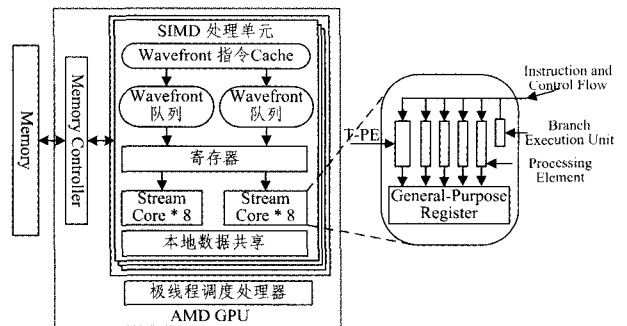 SIMD 处理单元
Wavefront 指令Cache
Wavefront
队列
Wavefront
队列
寄存器
Stream
Core * 8
Stream
Core * 8
本地数据共享
极线程调度处理器
AMD GPU
Memory
Memory Controller
Instruction and
Control Flow
T-PE
Branch
Execution Unit
Processing
Element
General-Purpose
Register